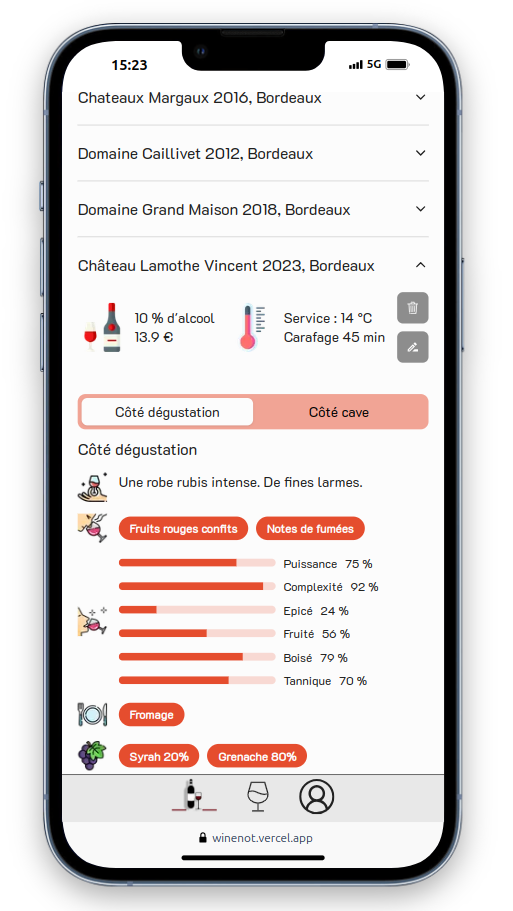 15:23
5G
Chateaux Margaux 2016, Bordeaux
Domaine Caillivet 2012, Bordeaux
Domaine Grand Maison 2018, Bordeaux
Château Lamothe Vincent 2023, Bordeaux
10 % d'alcool
13.9 €
Service : 14 °C
Carafage 45 min
Côté dégustation
Côté cave
Côté dégustation
Une robe rubis intense. De fines larmes.
Fruits rouges confits
Notes de fumées
Puissance 75 %
Complexité 92 %
Epicé 24 %
Fruité 56 %
Boisé 79 %
Tannique 70 %
Fromage
Syrah 20%
Grenache 80%
winenot.vercel.app